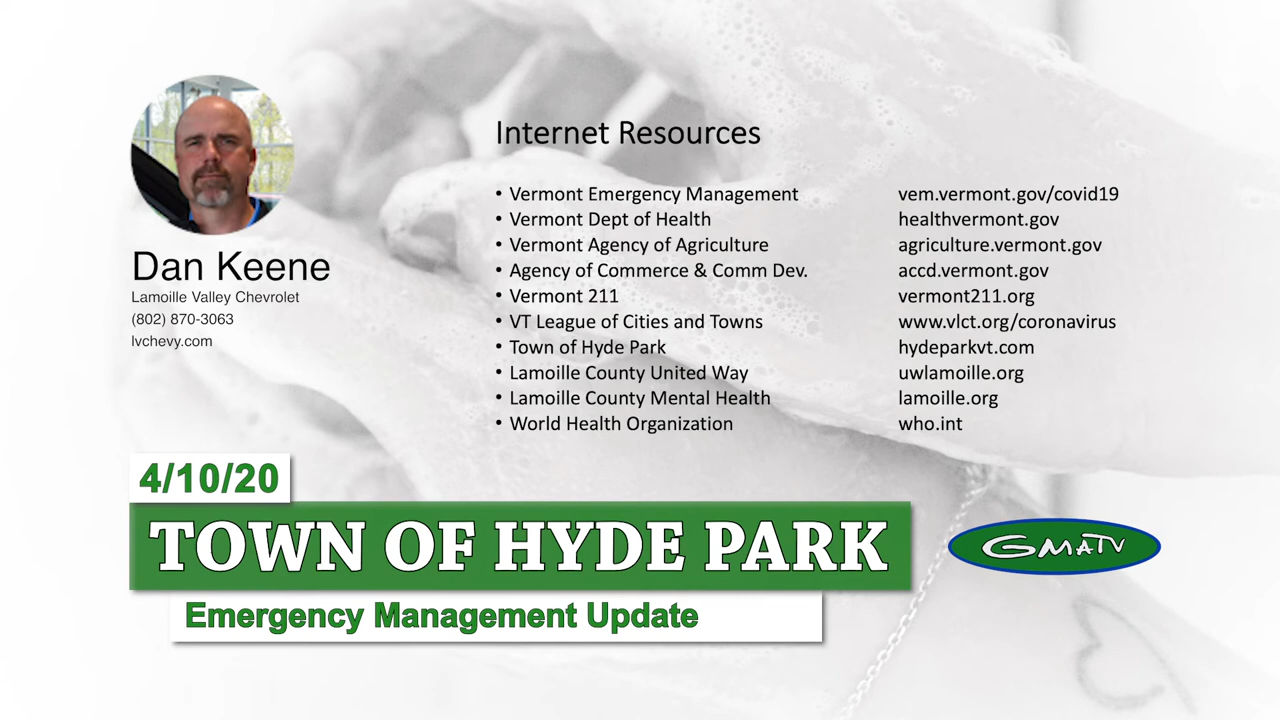 Dan Keene
Lamoille Valley Chevrolet
(802) 870-3063
lvchevy.com
Internet Resources
• Vermont Emergency Management vem.vermont.gov/covid19
• Vermont Dept of Health healthvermont.gov
• Vermont Agency of Agriculture agriculture.vermont.gov
• Agency of Commerce & Comm Dev. accd.vermont.gov
• Vermont 211 vermont211.org
• VT League of Cities and Towns www.vlct.org/coronavirus
• Town of Hyde Park hydeparkvt.com
• Lamoille County United Way uwlamoille.org
• Lamoille County Mental Health lamoille.org
• World Health Organization who.int
4/10/20
TOWN OF HYDE PARK
GMATV
Emergency Management Update